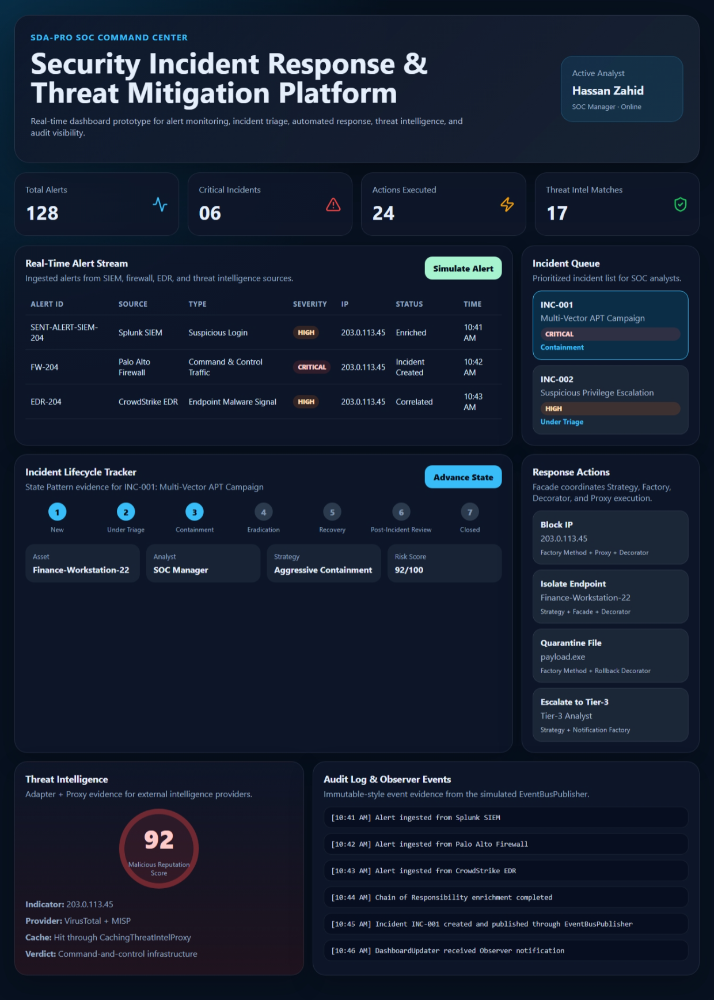 SDA-PRO SOC COMMAND CENTER
Security Incident Response &
Threat Mitigation Platform
Real-time dashboard prototype for alert monitoring, incident triage, automated response, threat intelligence, and
audit visibility.
Active Analyst
Hassan Zahid
SOC Manager · Online
Total Alerts
128
Critical Incidents
06
Actions Executed
24
Threat Intel Matches
17
Real-Time Alert Stream
Ingested alerts from SIEM, firewall, EDR, and threat intelligence sources.
Simulate Alert
ALERT ID SOURCE TYPE SEVERITY IP STATUS TIME
SENT-ALERT-SIEM-
204
Splunk SIEM
Suspicious Login
HIGH
203.0.113.45
Enriched
10:41
AM
FW-204
Palo Alto
Firewall
Command & Control
Traffic
CRITICAL
203.0.113.45
Incident
Created
10:42
AM
EDR-204
CrowdStrike EDR
Endpoint Malware Signal
HIGH
203.0.113.45
Correlated
10:43
AM
Incident Queue
Prioritized incident list for SOC analysts.
INC-001
Multi-Vector APT Campaign
CRITICAL
Containment
INC-002
Suspicious Privilege Escalation
HIGH
Under Triage
Incident Lifecycle Tracker
State Pattern evidence for INC-001: Multi-Vector APT Campaign
Advance State
1
New
2
Under Triage
3
Containment
4
Eradication
5
Recovery
6
Post-Incident Review
7
Closed
Asset
Finance-Workstation-22
Analyst
SOC Manager
Strategy
Aggressive Containment
Risk Score
92/100
Response Actions
Facade coordinates Strategy, Factory,
Decorator, and Proxy execution.
Block IP
203.0.113.45
Factory Method + Proxy + Decorator
Isolate Endpoint
Finance-Workstation-22
Strategy + Facade + Decorator
Quarantine File
payload.exe
Factory Method + Rollback Decorator
Escalate to Tier-3
Tier-3 Analyst
Strategy + Notification Factory
Threat Intelligence
Adapter + Proxy evidence for external intelligence providers.
92
Malicious Reputation
Score
Indicator: 203.0.113.45
Provider: VirusTotal + MISP
Cache: Hit through CachingThreatIntelProxy
Verdict: Command-and-control infrastructure
Audit Log & Observer Events
Immutable-style event evidence from the simulated EventBusPublisher.
[10:41 AM] Alert ingested from Splunk SIEM
[10:42 AM] Alert ingested from Palo Alto Firewall
[10:43 AM] Alert ingested from CrowdStrike EDR
[10:44 AM] Chain of Responsibility enrichment completed
[10:45 AM] Incident INC-001 created and published through EventBusPublisher
[10:46 AM] DashboardUpdater received Observer notification